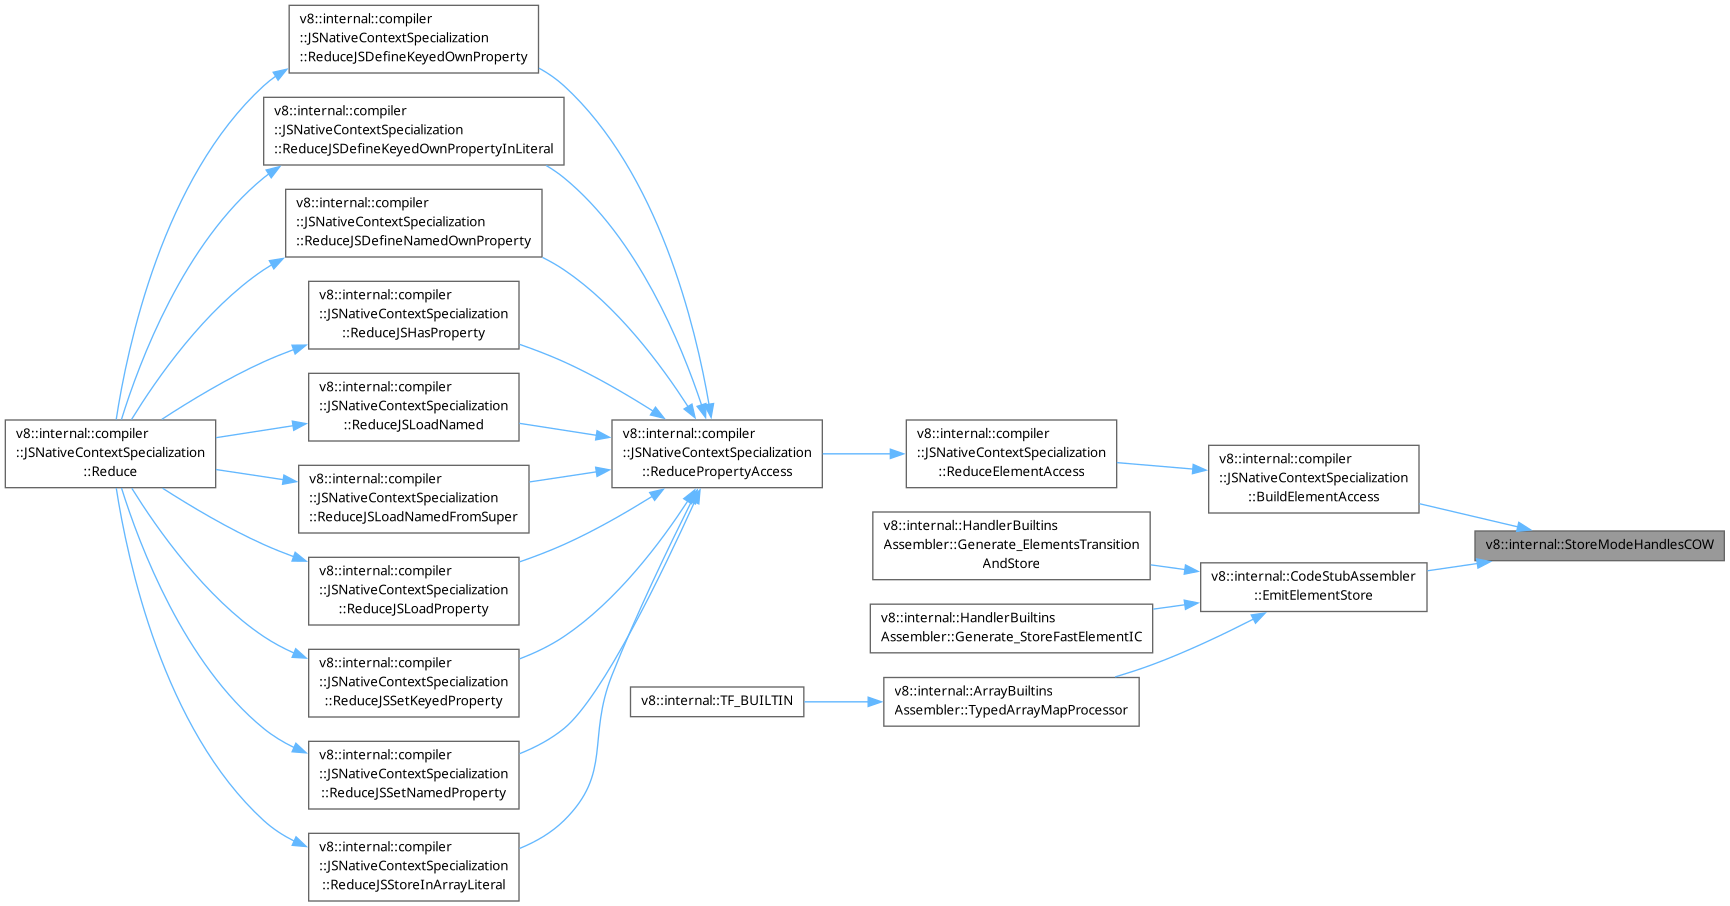 v8::internal::compiler
::JSNativeContextSpecialization
::ReduceJSDefineKeyedOwnProperty
v8::internal::compiler
::JSNativeContextSpecialization
::ReduceJSDefineKeyedOwnPropertyInLiteral
v8::internal::compiler
::JSNativeContextSpecialization
::ReduceJSDefineNamedOwnProperty
v8::internal::compiler
::JSNativeContextSpecialization
::ReduceJSHasProperty
v8::internal::compiler
::JSNativeContextSpecialization
::ReduceJSLoadNamed
v8::internal::compiler
::JSNativeContextSpecialization
::Reduce
v8::internal::compiler
::JSNativeContextSpecialization
::ReducePropertyAccess
v8::internal::compiler
::JSNativeContextSpecialization
::ReduceElementAccess
v8::internal::compiler
::JSNativeContextSpecialization
::BuildElementAccess
v8::internal::compiler
::JSNativeContextSpecialization
::ReduceJSLoadNamedFromSuper
v8::internal::HandlerBuiltins
Assembler::Generate_ElementsTransition
AndStore
v8::internal::StoreModeHandlesCOW
v8::internal::compiler
::JSNativeContextSpecialization
::ReduceJSLoadProperty
v8::internal::CodeStubAssembler
::EmitElementStore
v8::internal::HandlerBuiltins
Assembler::Generate_StoreFastElementIC
v8::internal::compiler
::JSNativeContextSpecialization
::ReduceJSSetKeyedProperty
v8::internal::TF_BUILTIN
v8::internal::ArrayBuiltins
Assembler::TypedArrayMapProcessor
v8::internal::compiler
::JSNativeContextSpecialization
::ReduceJSSetNamedProperty
v8::internal::compiler
::JSNativeContextSpecialization
::ReduceJSStoreInArrayLiteral